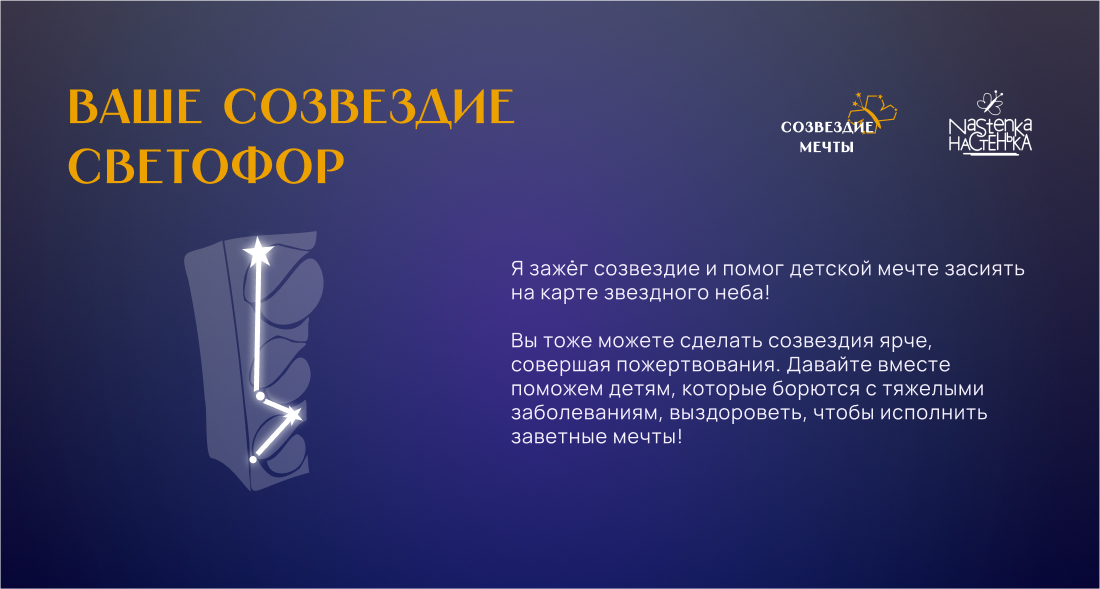 ВАШЕ СОЗВЕЗДИЕ
СВЕТОФОР
СОЗВЕЗДИЕ
МЕЧТЫ
Nastenka
НАСТЕНЬКА
Я зажёг созвездие и помог детской мечте засиять
на карте звездного неба!
Вы тоже можете сделать созвездия ярче,
совершая пожертвования. Давайте вместе
поможем детям, которые борются с тяжелыми
заболеваниям, выздороветь, чтобы исполнить
заветные мечты!